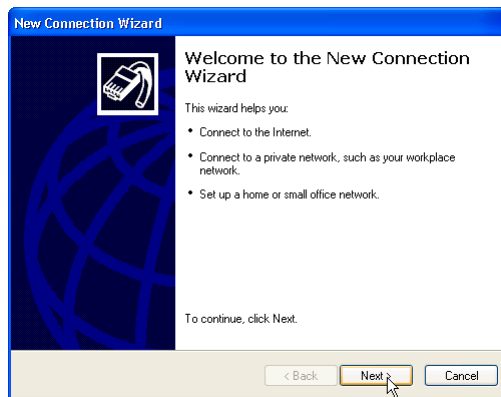 New Connection Wizard
Welcome to the New Connection
Wizard
This wizard helps you:
• Connect to the Internet.
• Connect to a private network, such as your workplace
network.
• Set up a home or small office network.
To continue, click Next.
< Back Next > Cancel